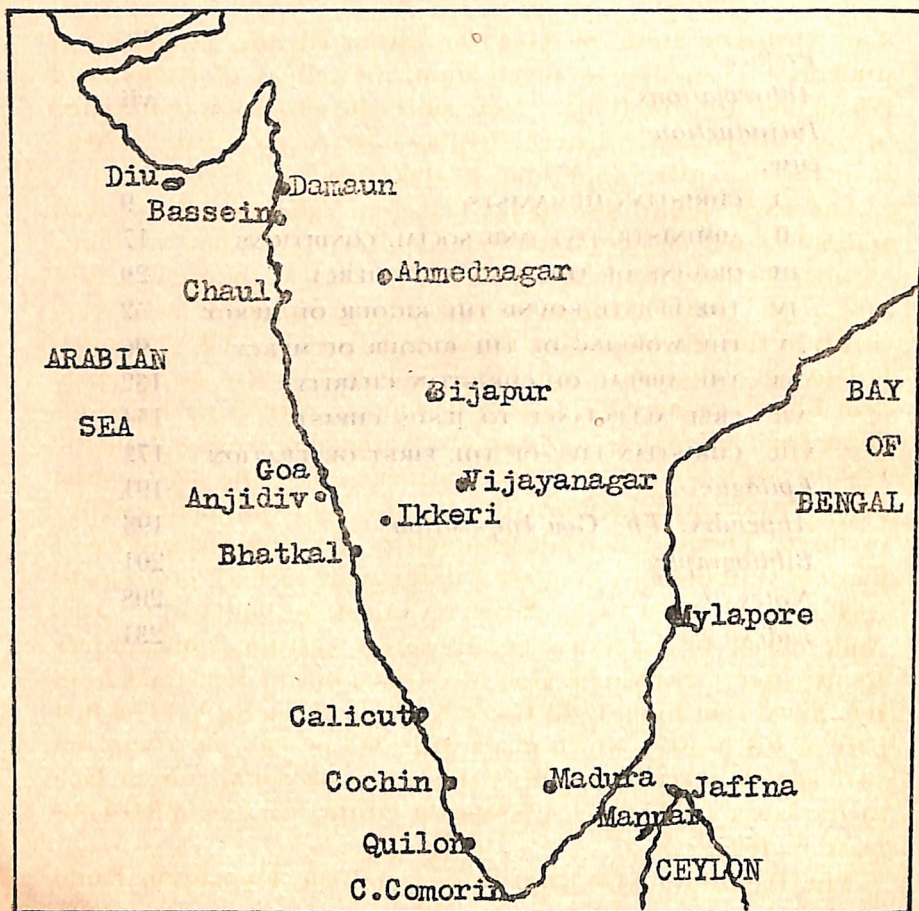 Diu
Damaun
Bassein
Ahmednagar
Chaul
ARABIAN
SEA
Bijapur
BAY
OF
BENGAL
Goa
Anjidiv
Vijayanagar
Ikkeri
Bhatkal
Mylapore
Calicut
Cochin
Madura
Jaffna
Mannar
Quilon
CEYLON
C.Comorin